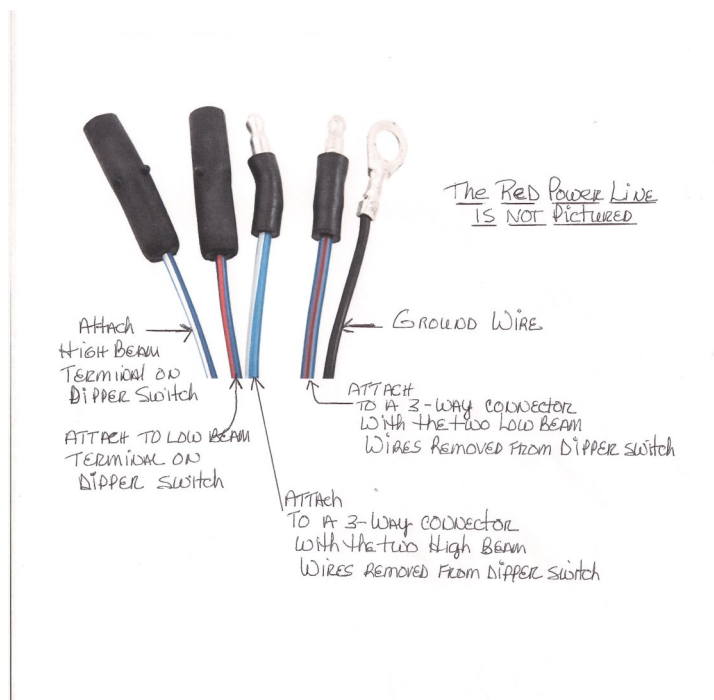 The Red Power Line
is not Pictured
Attach
High Beam
Terminal on
Dipper Switch
Ground Wire
Attach
to a 3-way connector
with the two Low Beam
wires removed from Dipper switch
Attach to Low Beam
Terminal on
Dipper Switch
Attach
to a 3-way connector
with the two High Beam
wires removed from Dipper switch